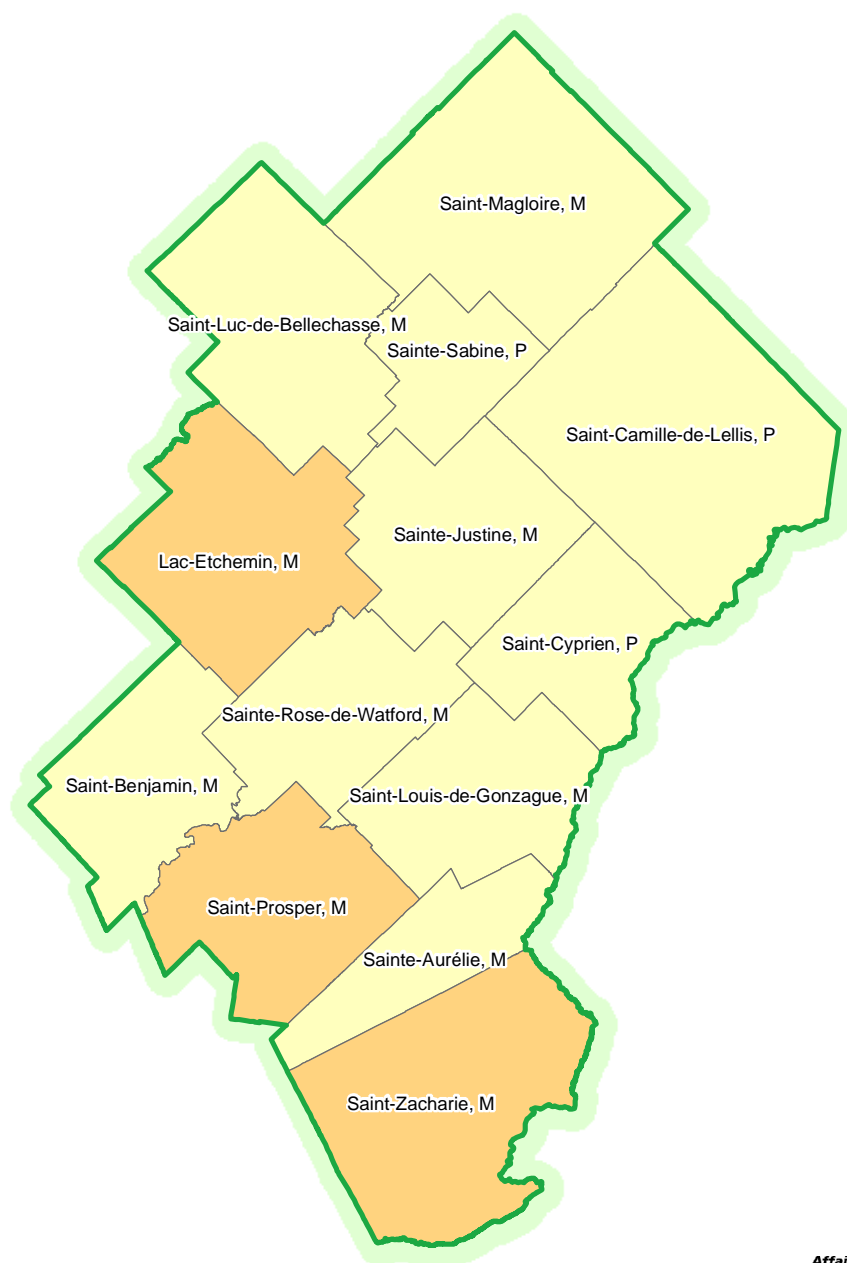 Saint-Magloire, M
Saint-Luc-de-Bellechasse, M
Sainte-Sabine, P
Saint-Camille-de-Lellis, P
Sainte-Justine, M
Lac-Etchemin, M
Saint-Cyprien, P
Sainte-Rose-de-Watford, M
Saint-Benjamin, M
Saint-Louis-de-Gonzague, M
Saint-Prosper, M
Sainte-Aurélie, M
Saint-Zacharie, M
Affai